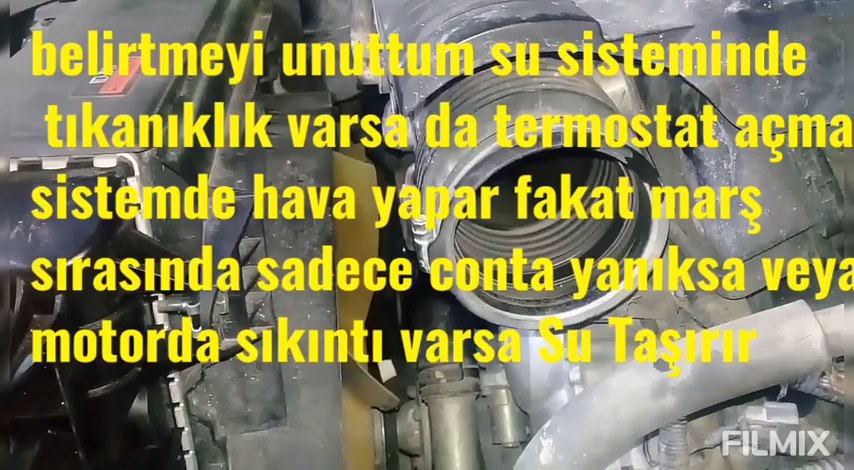 belirtmeyi unuttum su sisteminde
tıkanıklık varsa da termostat açma
sistemde hava yapar fakat marş
sırasında sadece conta yanıksa veya
motorda sıkıntı varsa Su Taşırır
FILMIX